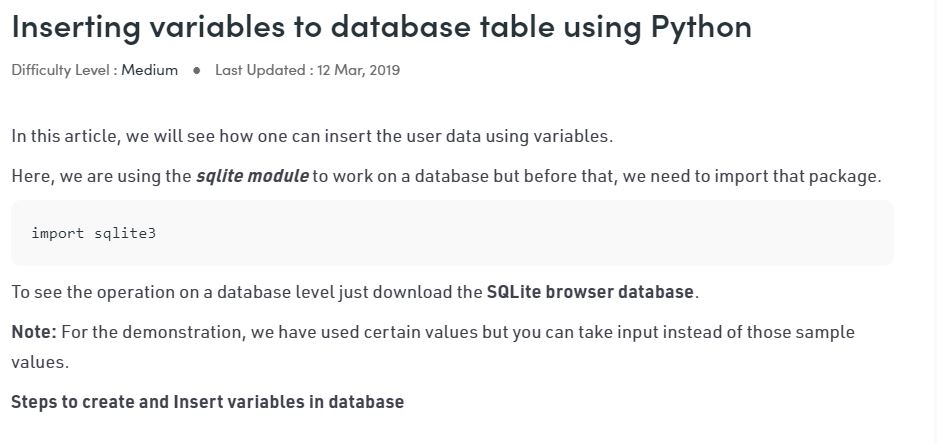 Inserting variables to database table using Python
Difficulty Level : Medium ● Last Updated : 12 Mar, 2019
In this article, we will see how one can insert the user data using variables.
Here, we are using the sqlite module to work on a database but before that, we need to import that package.
import sqlite3
To see the operation on a database level just download the SQLite browser database.
Note: For the demonstration, we have used certain values but you can take input instead of those sample
values.
Steps to create and Insert variables in database